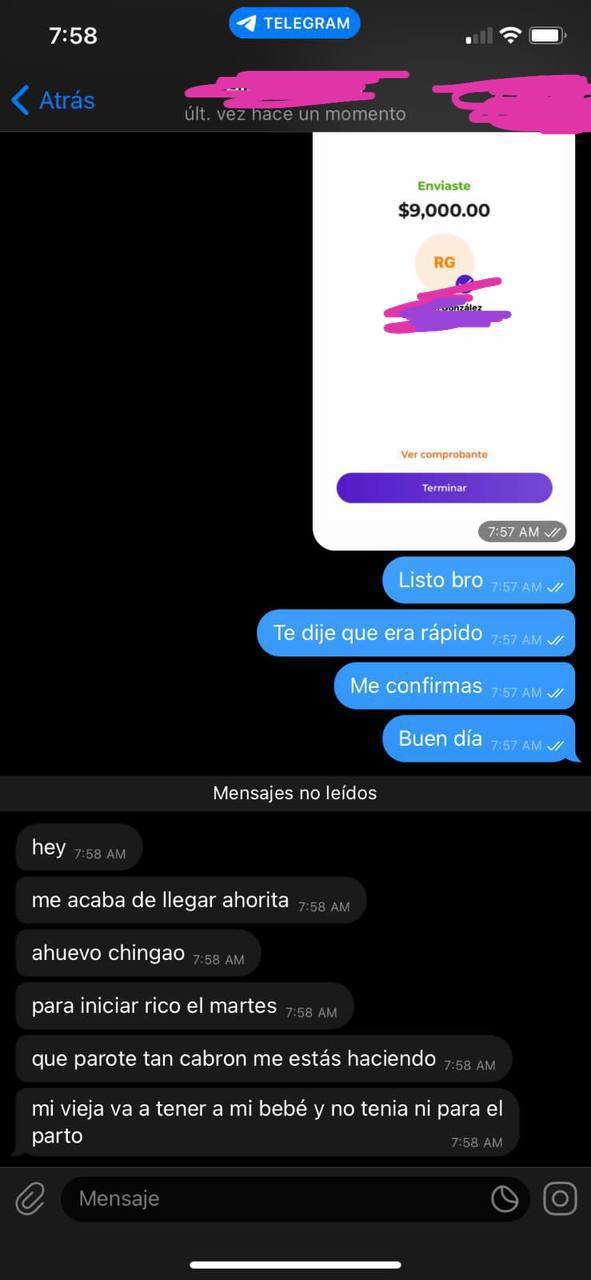 7:58
TELEGRAM
Atrás
últ. vez hace un momento
Enviaste
$9,000.00
RG
González
Ver comprobante
Terminar
7:57 AM
Listo bro 7:57 AM
Te dije que era rápido 7:57 AM
Me confirmas 7:57 AM
Buen día 7:57 AM
Mensajes no leídos
hey 7:58 AM
me acaba de llegar ahorita 7:58 AM
ahuevo chingao 7:58 AM
para iniciar rico el martes 7:58 AM
que parote tan cabron me estás haciendo 7:58 AM
mi vieja va a tener a mi bebé y no tenia ni para el
parto 7:58 AM
Mensaje